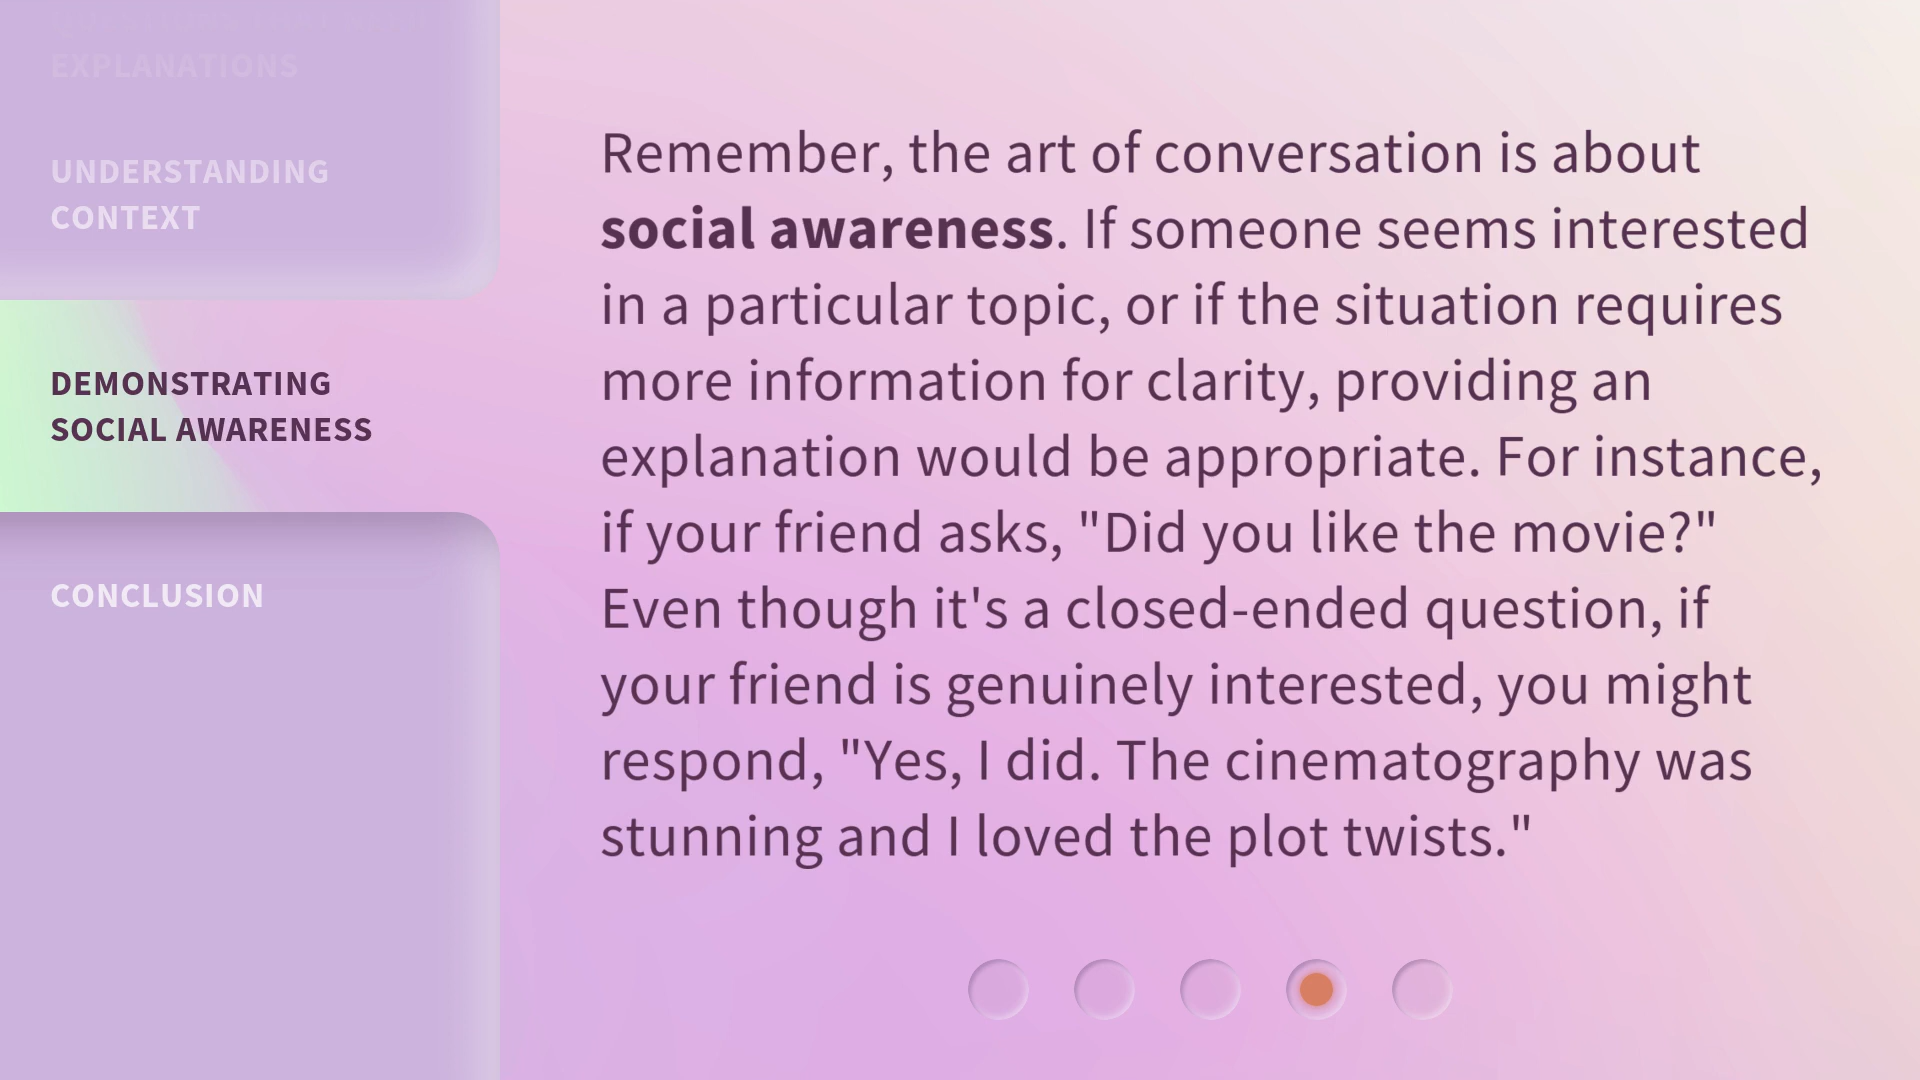 EXPLANATIONS
UNDERSTANDING
CONTEXT
DEMONSTRATING
SOCIAL AWARENESS
CONCLUSION
Remember, the art of conversation is about
social awareness. If someone seems interested
in a particular topic, or if the situation requires
more information for clarity, providing an
explanation would be appropriate. For instance,
if your friend asks, "Did you like the movie?"
Even though it's a closed-ended question, if
your friend is genuinely interested, you might
respond, "Yes, I did. The cinematography was
stunning and I loved the plot twists."